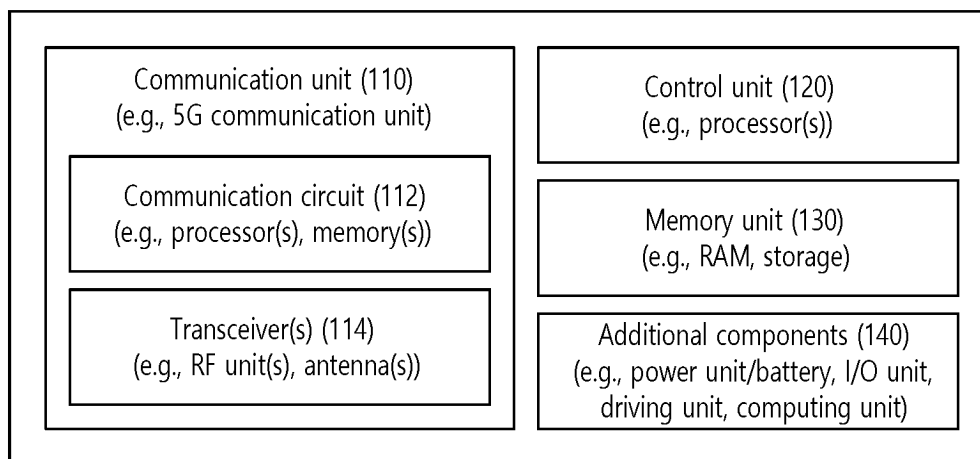 Communication unit (110)
(e.g., 5G communication unit)
Communication circuit (112)
(e.g., processor(s), memory(s))
Transceiver(s) (114)
(e.g., RF unit(s), antenna(s))
Control unit (120)
(e.g., processor(s))
Memory unit (130)
(e.g., RAM, storage)
Additional components (140)
(e.g., power unit/battery, I/O unit,
driving unit, computing unit)